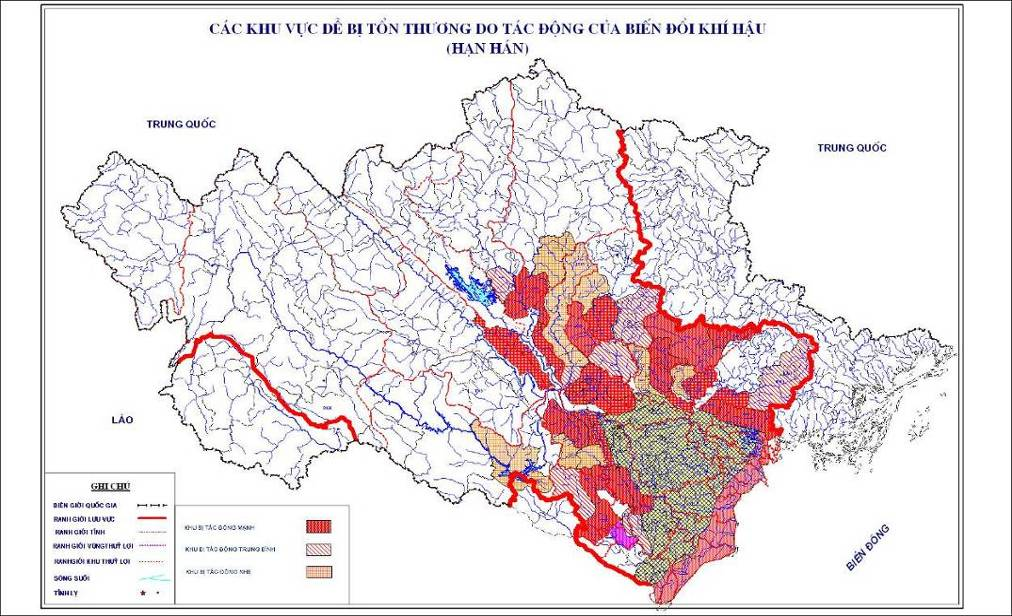 CÁC KHU VỰC DỄ BỊ TỔN THƯƠNG DO TÁC ĐỘNG CỦA BIẾN ĐỔI KHÍ HẬU
(HẠN HÁN)
TRUNG QUỐC
TRUNG QUỐC
LÀO
BIỂN ĐÔNG
GHI CHÚ
BIÊN GIỚI QUỐC GIA
RANH GIỚI LƯU VỰC
RANH GIỚI TỈNH
RANH GIỚI VÙNG THUỶ LỢI
RANH GIỚI KHU THUỶ LỢI
SÔNG SUỐI
TỈNH LỴ
KHU BỊ TÁC ĐỘNG MẠNH
KHU BỊ TÁC ĐỘNG TRUNG BÌNH
KHU BỊ TÁC ĐỘNG NHẸ